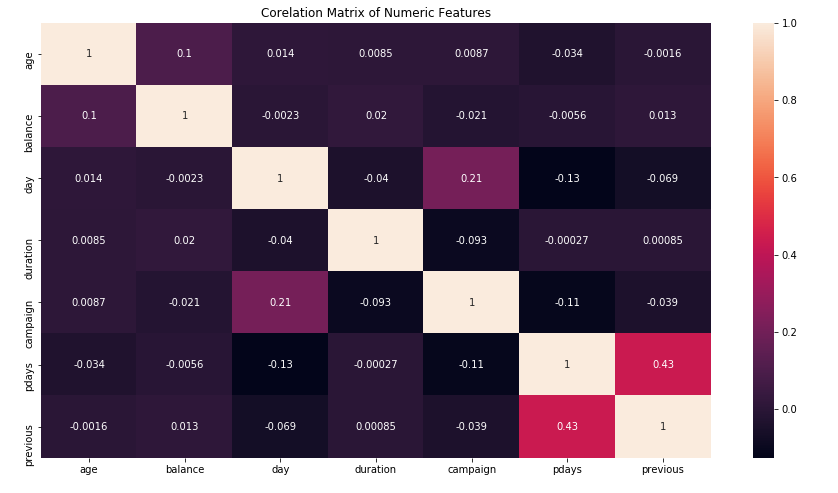 Corelation Matrix of Numeric Features
age 1 0.1 0.014 0.0085 0.0087 -0.034 -0.0016
balance 0.1 1 -0.0023 0.02 -0.021 -0.0056 0.013
day 0.014 -0.0023 1 -0.04 0.21 -0.13 -0.069
duration 0.0085 0.02 -0.04 1 -0.093 -0.00027 0.00085
campaign 0.0087 -0.021 0.21 -0.093 1 -0.11 -0.039
pdays -0.034 -0.0056 -0.13 -0.00027 -0.11 1 0.43
previous -0.0016 0.013 -0.069 0.00085 -0.039 0.43 1
age balance day duration campaign pdays previous
1.0
0.8
0.6
0.4
0.2
0.0